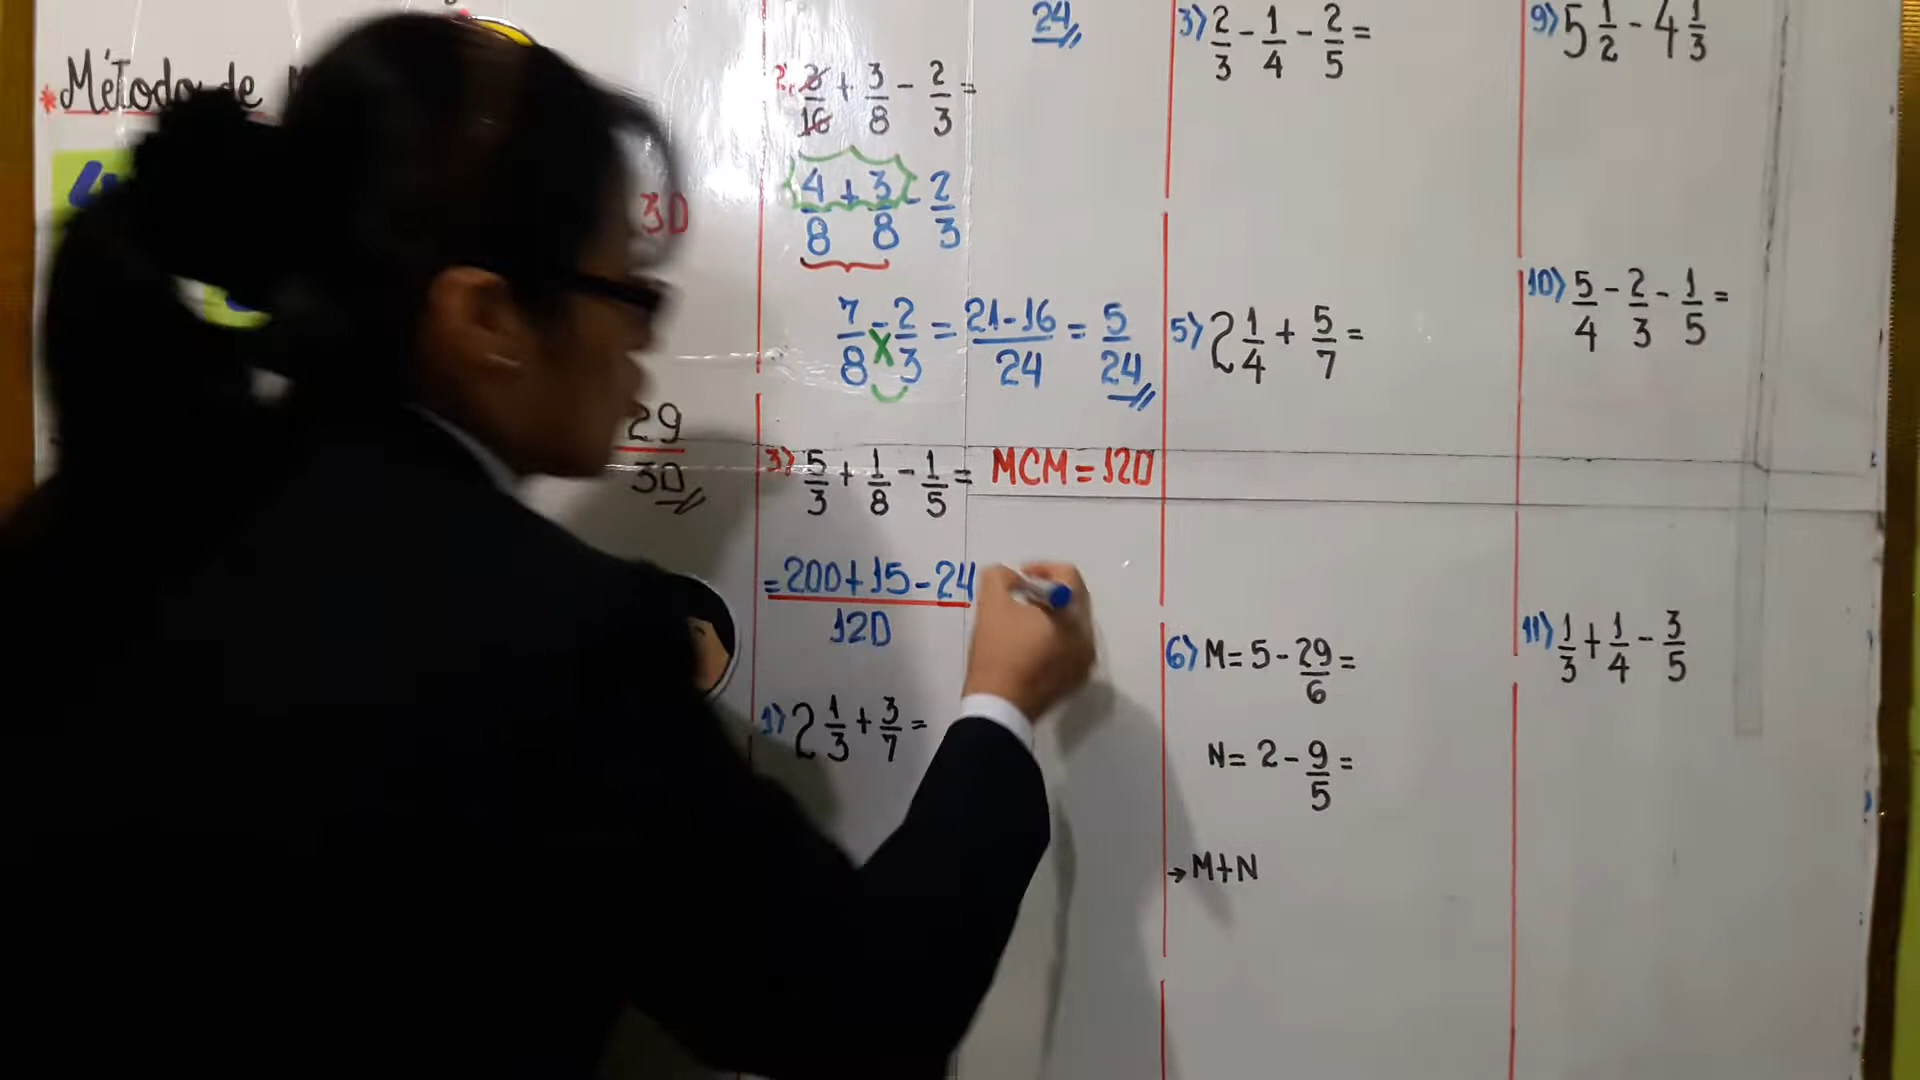 *Método de
30
29
30
24
2. 8/16 + 3/8 - 2/3 =
4/8 + 3/8 - 2/3
7/8 - 2/3 = 21-16/24 = 5/24
3) 5/3 + 1/8 - 1/5 = MCM = 120
= 200+15-24
120
1) 2 1/3 + 3/7 =
3) 2/3 - 1/4 - 2/5 =
5) 2 1/4 + 5/7 =
6) M = 5 - 29/6 =
N = 2 - 9/5 =
→ M+N
9) 5 1/2 - 4 1/3
10) 5/4 - 2/3 - 1/5 =
11) 1/3 + 1/4 - 3/5